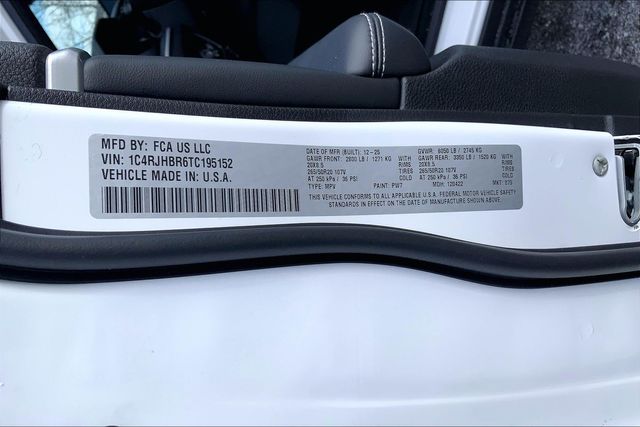 MFD BY: FCA US LLC
VIN: 1C4RJHBR6TC195152
VEHICLE MADE IN: U.S.A.
DATE OF MFR (BUILT): 12-25
GAWR FRONT: 2800 LB / 1271 KG WITH
20X8.5 RIMS
265/50R20 107V TIRES
AT 250 kPa / 36 PSI
TYPE: MPV PAINT: PW7
GVWR: 6050 LB / 2745 KG
GAWR REAR: 3350 LB / 1520 KG WITH
20X8.5 RIMS
265/50R20 107V TIRES
AT 250 kPa / 36 PSI
MDH: 120422 MKT:
THIS VEHICLE CONFORMS TO ALL APPLICABLE U.S.A. FEDERAL MOTOR VEHICLE SAFETY
STANDARDS IN EFFECT ON THE DATE OF MANUFACTURE SHOWN ABOVE.